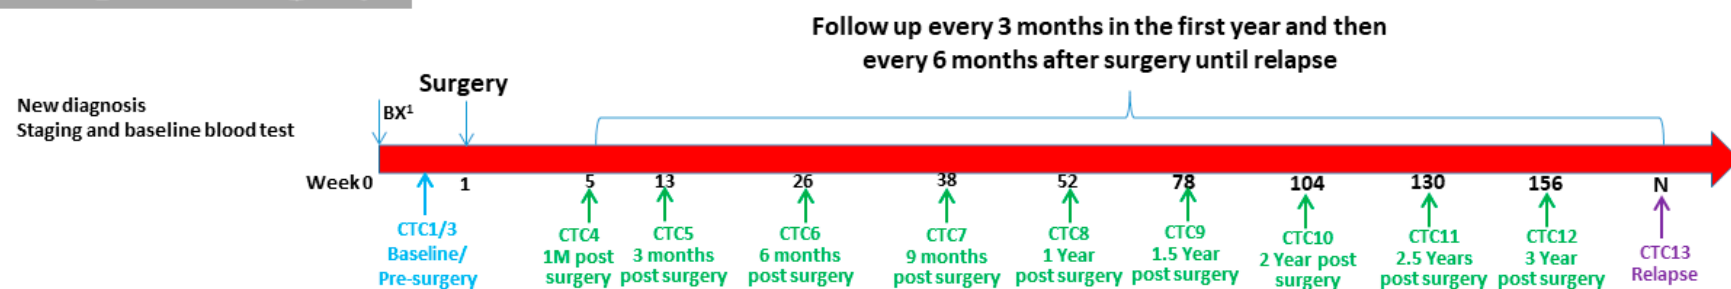 Follow up every 3 months in the first year and then
every 6 months after surgery until relapse
Surgery
BX¹
New diagnosis
Staging and baseline blood test
Week 0
1
5
13
26
38
52
78
104
130
156
N
CTC1/3
Baseline/
Pre-surgery
CTC4
1M post
surgery
CTC5
3 months
post surgery
CTC6
6 months
post surgery
CTC7
9 months
post surgery
CTC8
1 Year
post surgery
CTC9
1.5 Year
post surgery
CTC10
2 Year post
surgery
CTC11
2.5 Years
post surgery
CTC12
3 Year
post surgery
CTC13
Relapse